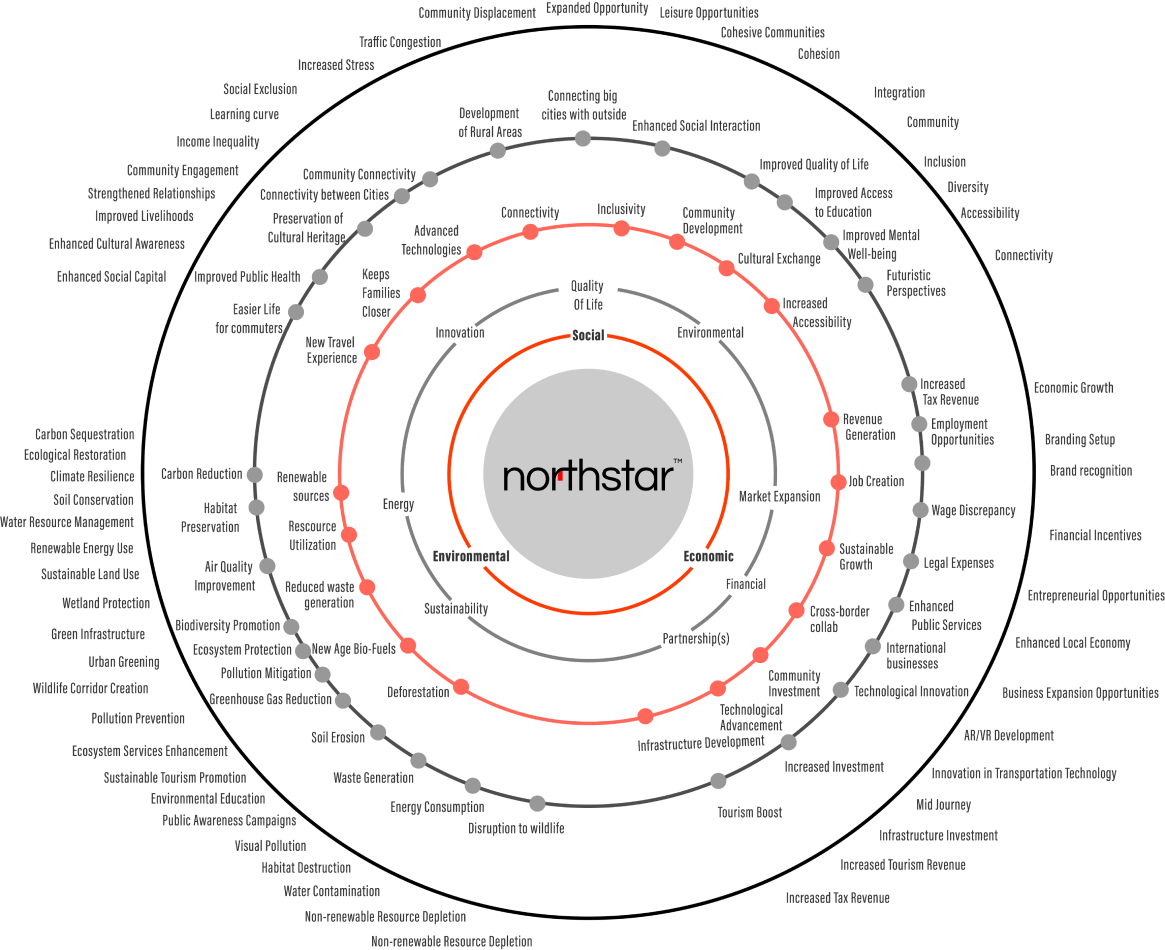 Community Displacement
Expanded Opportunity
Leisure Opportunities
Cohesive Communities
Cohesion
Integration
Community
Inclusion
Diversity
Accessibility
Connectivity
Economic Growth
Branding Setup
Brand recognition
Financial Incentives
Entrepreneurial Opportunities
Enhanced Local Economy
Business Expansion Opportunities
AR/VR Development
Innovation in Transportation Technology
Mid Journey
Infrastructure Investment
Increased Tourism Revenue
Increased Tax Revenue
Traffic Congestion
Increased Stress
Social Exclusion
Learning curve
Income Inequality
Community Engagement
Strengthened Relationships
Improved Livelihoods
Enhanced Cultural Awareness
Enhanced Social Capital
Carbon Sequestration
Ecological Restoration
Climate Resilience
Soil Conservation
Water Resource Management
Renewable Energy Use
Sustainable Land Use
Wetland Protection
Green Infrastructure
Urban Greening
Wildlife Corridor Creation
Pollution Prevention
Ecosystem Services Enhancement
Sustainable Tourism Promotion
Environmental Education
Public Awareness Campaigns
Visual Pollution
Habitat Destruction
Water Contamination
Non-renewable Resource Depletion
Non-renewable Resource Depletion
Connecting big
cities with outside
Development
of Rural Areas
Enhanced Social Interaction
Improved Quality of Life
Improved Access
to Education
Improved Mental
Well-being
Futuristic
Perspectives
Increased
Tax Revenue
Employment
Opportunities
Wage Discrepancy
Legal Expenses
Enhanced
Public Services
International
businesses
Technological Innovation
Increased Investment
Tourism Boost
Community Connectivity
Connectivity between Cities
Preservation of
Cultural Heritage
Improved Public Health
Easier Life
for commuters
Carbon Reduction
Habitat
Preservation
Air Quality
Improvement
Biodiversity Promotion
Ecosystem Protection
Pollution Mitigation
Greenhouse Gas Reduction
Soil Erosion
Waste Generation
Energy Consumption
Disruption to wildlife
Inclusivity
Connectivity
Community
Development
Cultural Exchange
Increased
Accessibility
Revenue
Generation
Job Creation
Sustainable
Growth
Cross-border
collab
Community
Investment
Technological
Advancement
Infrastructure Development
Advanced
Technologies
Keeps
Families
Closer
New Travel
Experience
Renewable
sources
Rescource
Utilization
Reduced waste
generation
New Age Bio-Fuels
Deforestation
Quality
Of Life
Innovation
Environmental
Market Expansion
Financial
Partnership(s)
Sustainability
Energy
Social
Environmental
Economic
northstar™